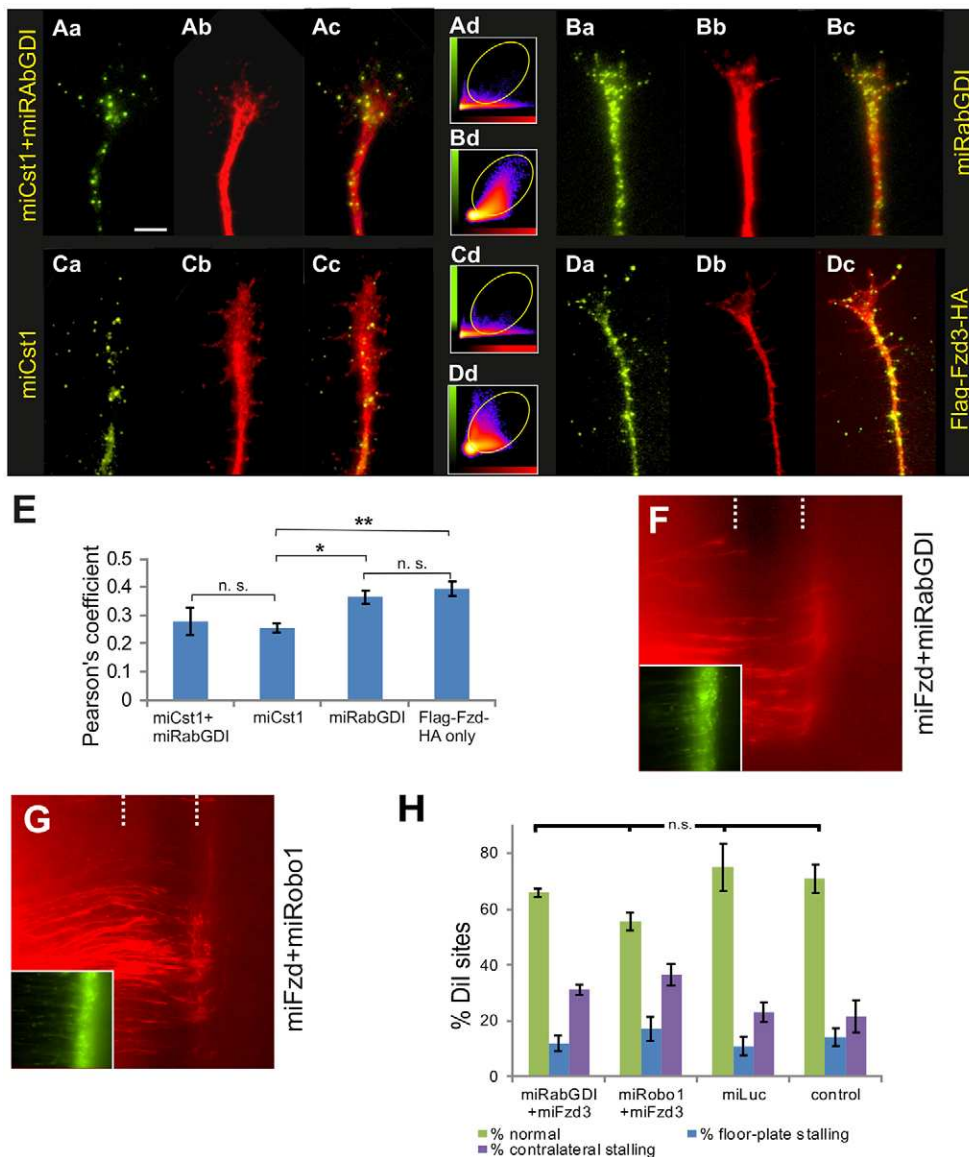 miCst1+miRAbGDI
Aa
Ab
Ac
Ad
Bd
Ba
Bb
Bc
miRabGDI
miCst1
Ca
Cb
Cc
Cd
Dd
Da
Db
Dc
Flag-Fzd3-HA
E
Pearson's coefficient
0.5
0.4
0.3
0.2
0.1
0
n. s.
*
**
n. s.
miCst1+ miRabGDI
miCst1
miRabGDI
Flag-Fzd- HA only
F
miFzd+miRabGDI
G
miFzd+miRobo1
H
% DiI sites
80
60
40
20
0
n.s.
miRabGDI +miFzd3
miRobo1 +miFzd3
miLuc
control
% normal
% floor-plate stalling
% contralateral stalling